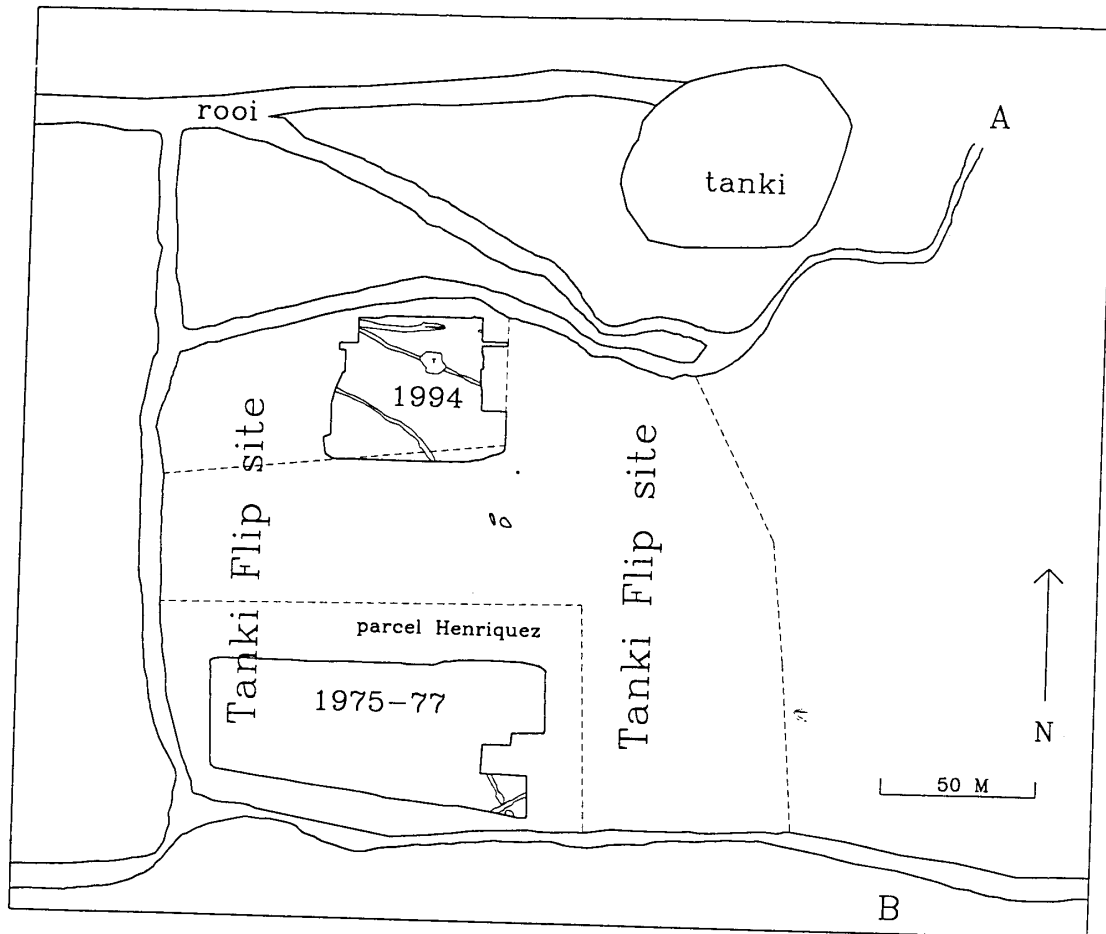 rooi
A
tanki
1994
Tanki Flip site
Tanki Flip site
parcel Henriquez
1975-77
N
50 M
B